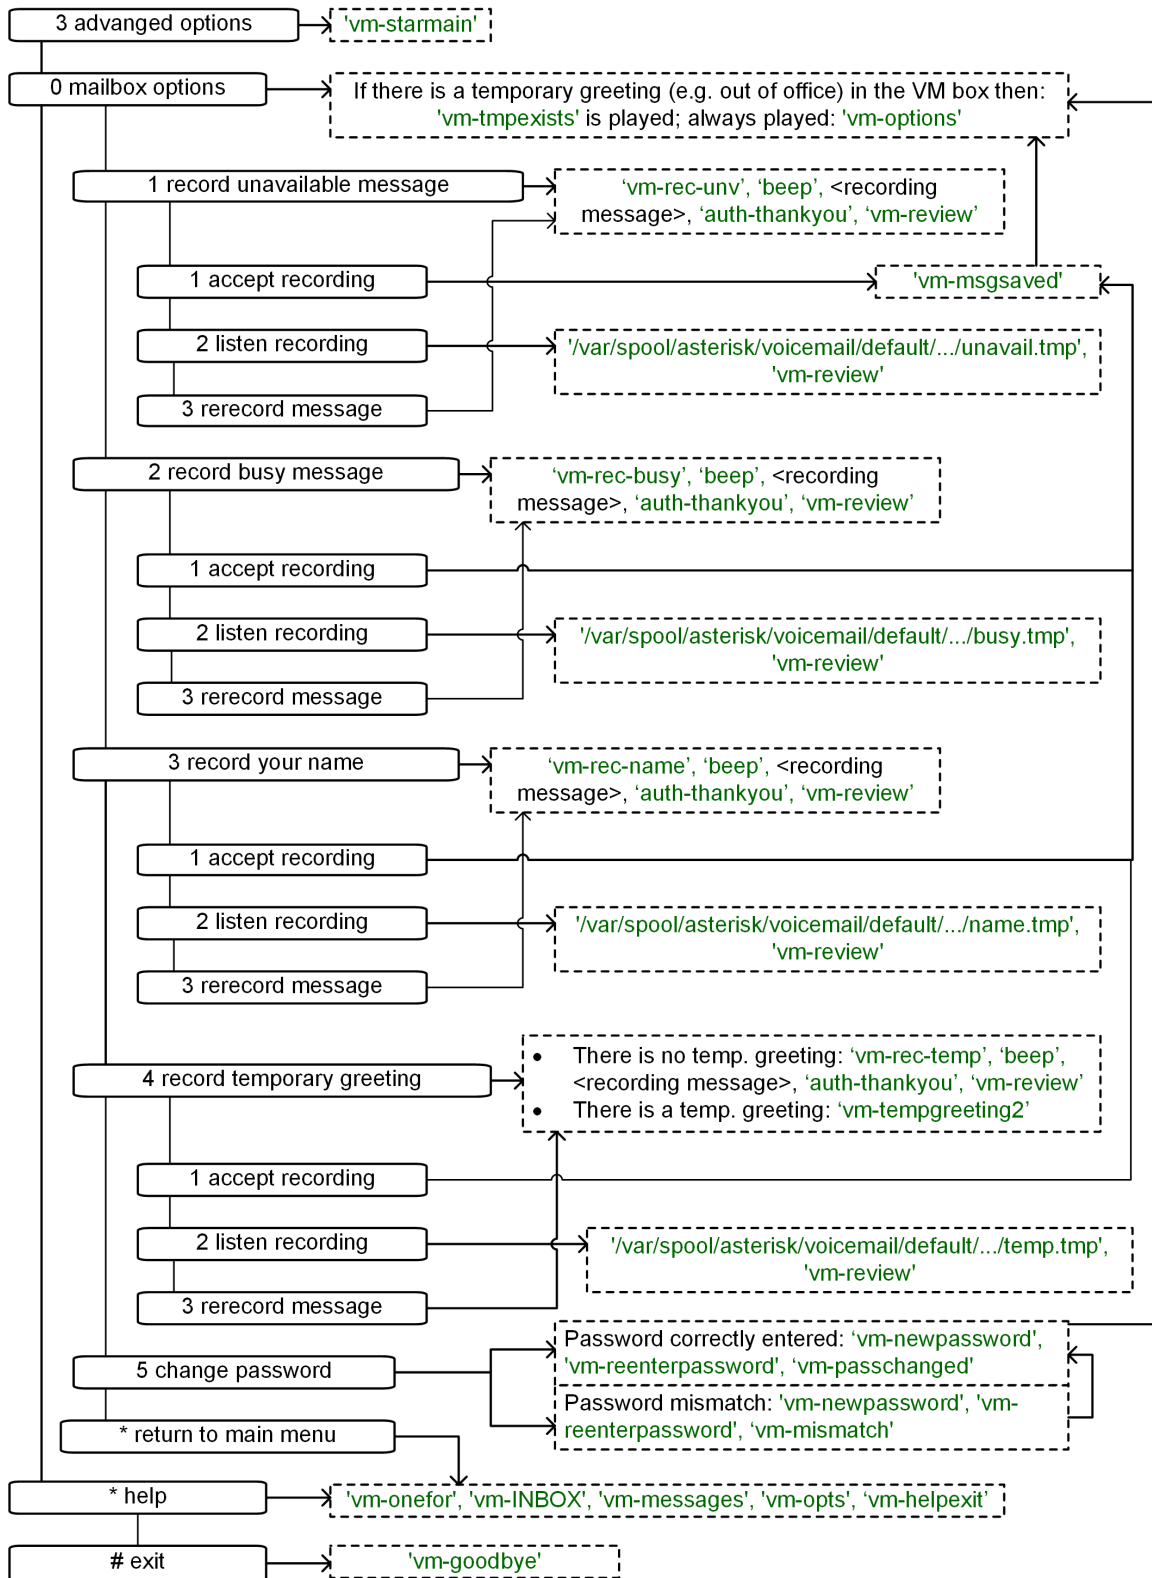 3 advanged options
'vm-starmain'
0 mailbox options
If there is a temporary greeting (e.g. out of office) in the VM box then:
'vm-tmpexists' is played; always played: 'vm-options'
1 record unavailable message
‘vm-rec-unv’, ‘beep’, <recording
message>, ‘auth-thankyou’, ‘vm-review’
1 accept recording
'vm-msgsaved'
2 listen recording
'/var/spool/asterisk/voicemail/default/.../unavail.tmp',
'vm-review'
3 rerecord message
2 record busy message
‘vm-rec-busy’, ‘beep’, <recording
message>, ‘auth-thankyou’, ‘vm-review’
1 accept recording
2 listen recording
'/var/spool/asterisk/voicemail/default/.../busy.tmp',
'vm-review'
3 rerecord message
3 record your name
‘vm-rec-name’, ‘beep’, <recording
message>, ‘auth-thankyou’, ‘vm-review’
1 accept recording
2 listen recording
'/var/spool/asterisk/voicemail/default/.../name.tmp',
'vm-review'
3 rerecord message
4 record temporary greeting
• There is no temp. greeting: ‘vm-rec-temp’, ‘beep’,
<recording message>, ‘auth-thankyou’, ‘vm-review’
• There is a temp. greeting: ‘vm-tempgreeting2’
1 accept recording
2 listen recording
'/var/spool/asterisk/voicemail/default/.../temp.tmp',
'vm-review'
3 rerecord message
5 change password
Password correctly entered: ‘vm-newpassword',
'vm-reenterpassword', ‘vm-passchanged’
Password mismatch: 'vm-newpassword', 'vm-
reenterpassword', ‘vm-mismatch'
* return to main menu
* help
'vm-onefor', 'vm-INBOX', 'vm-messages', 'vm-opts', ‘vm-helpexit’
# exit
'vm-goodbye'